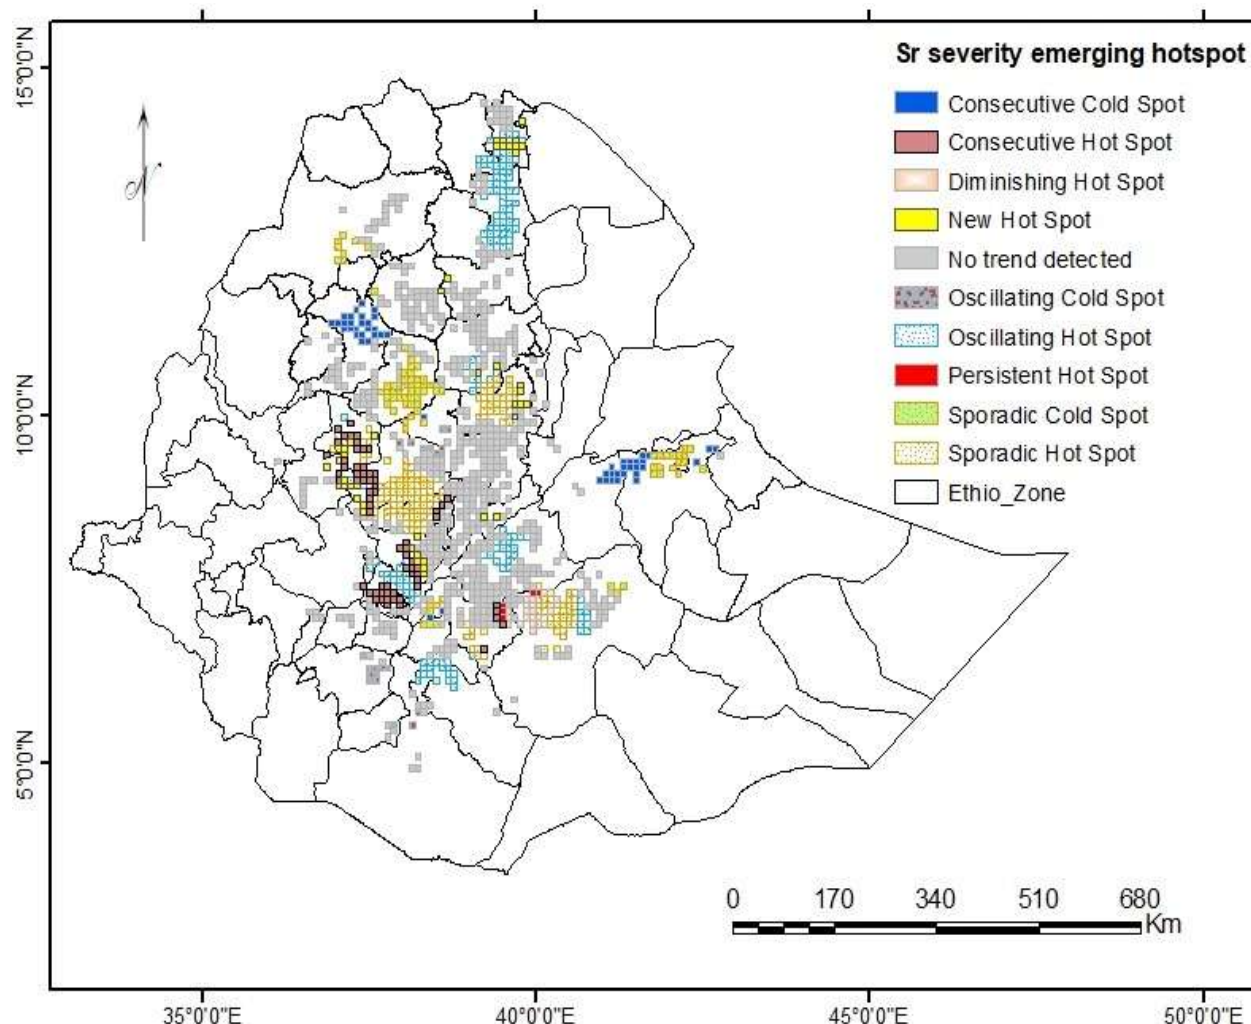 Sr severity emerging hotspot
Consecutive Cold Spot
Consecutive Hot Spot
Diminishing Hot Spot
New Hot Spot
No trend detected
Oscillating Cold Spot
Oscillating Hot Spot
Persistent Hot Spot
Sporadic Cold Spot
Sporadic Hot Spot
Ethio_Zone
N
15°0'0"N
10°0'0"N
5°0'0"N
0 170 340 510 680
Km
35°0'0"E 40°0'0"E 45°0'0"E 50°0'0"E